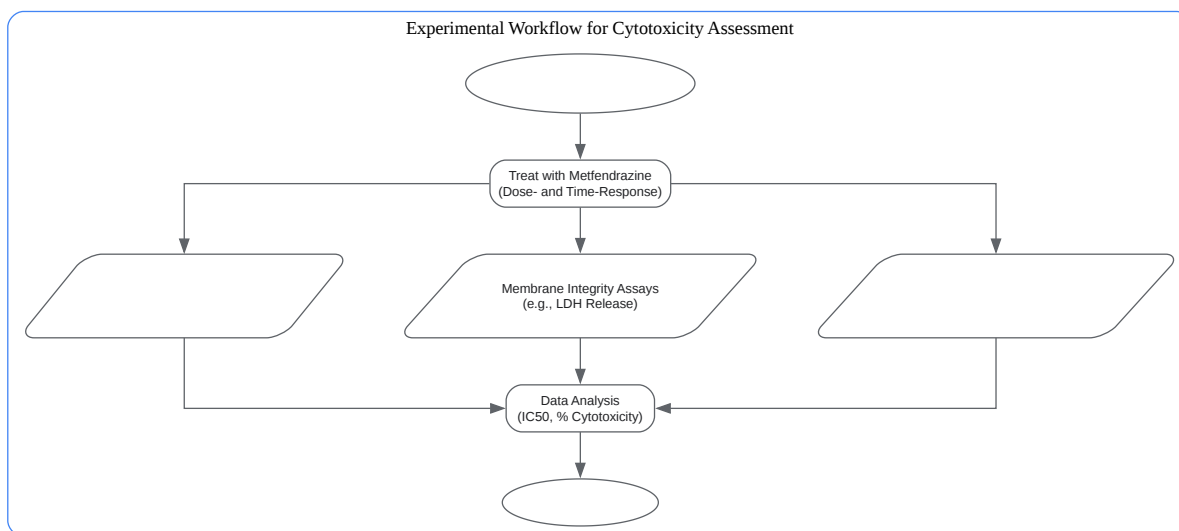 Experimental Workflow for Cytotoxicity Assessment
Treat with Metfendrazine
(Dose- and Time-Response)
Membrane Integrity Assays
(e.g., LDH Release)
Data Analysis
(IC50, % Cytotoxicity)